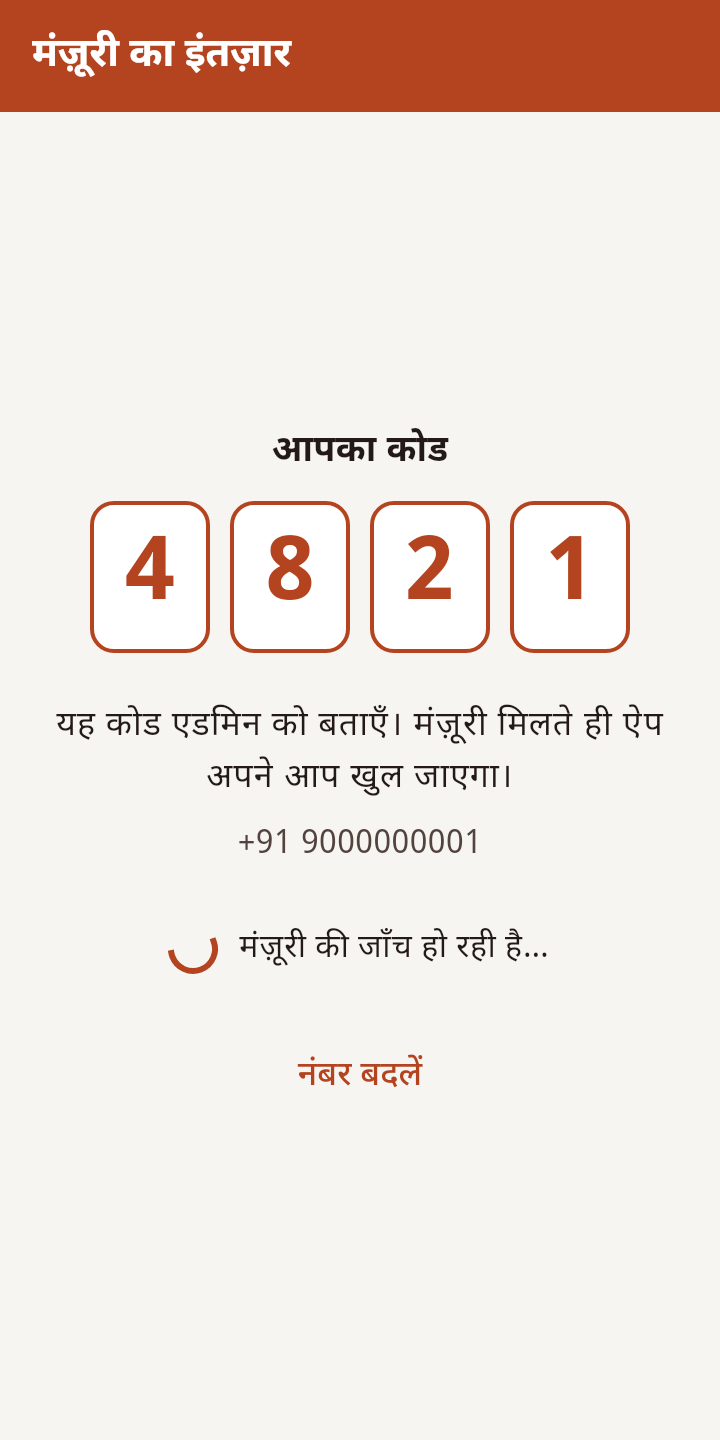 मंज़ूरी का इंतज़ार
आपका कोड
4 8 2 1
यह कोड एडमिन को बताएँ। मंज़ूरी मिलते ही ऐप
अपने आप खुल जाएगा।
+91 9000000001
मंज़ूरी की जाँच हो रही है...
नंबर बदलें